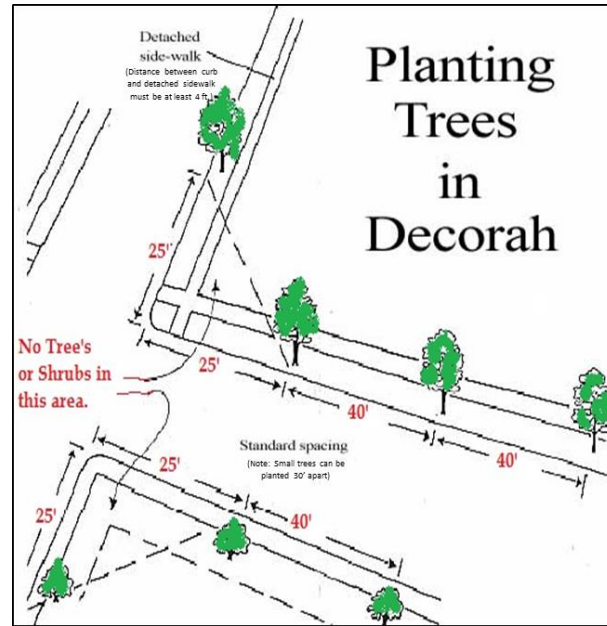 Detached
side-walk
(Distance between curb
and detached sidewalk
must be at least 4 ft.)
Planting
Trees
in
Decorah
25'
No Tree's
or Shrubs in
this area.
25'
40'
40'
Standard spacing
(Note: Small trees can be
planted 30' apart)
25'
25'
40'